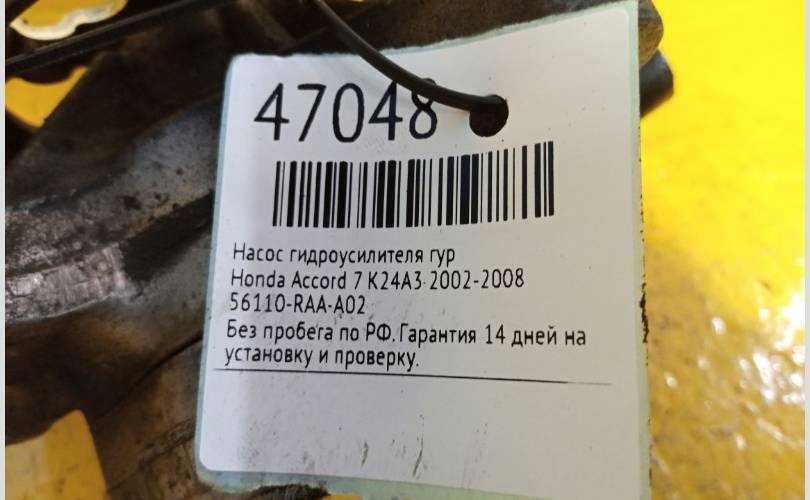 47048
Насос гидроусилителя гур
Honda Accord 7 K24A3 2002-2008
56110-RAA-A02
Без пробега по РФ. Гарантия 14 дней на
установку и проверку.